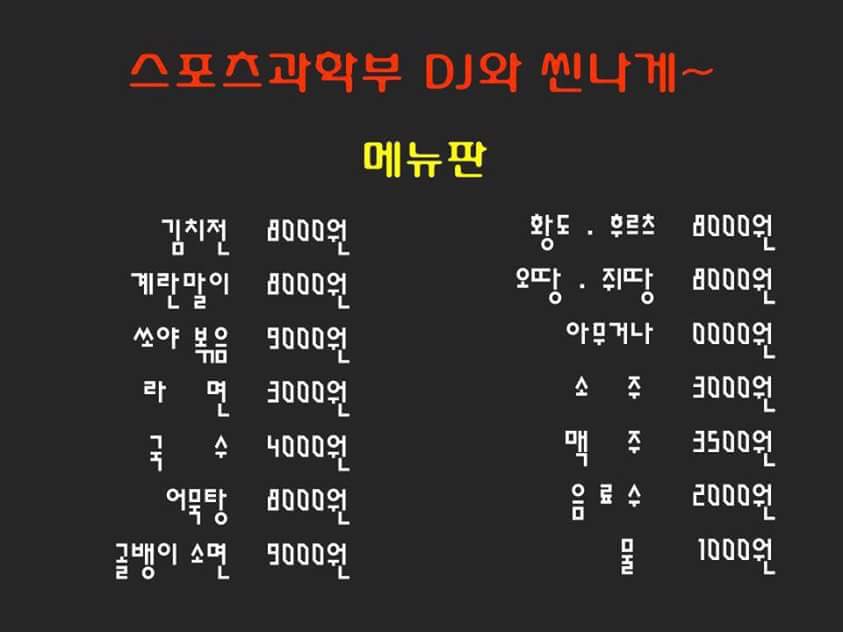 스포츠과학부 DJ와 씬나게~
메뉴판
김치전 8000원
계란말이 8000원
쏘야 볶음 9000원
라 면 3000원
국 수 4000원
어묵탕 8000원
골뱅이 소면 9000원
황도 . 후르츠 8000원
오땅 . 쥐땅 8000원
아무거나 0000원
소 주 3000원
맥 주 3500원
음 료 수 2000원
물 1000원